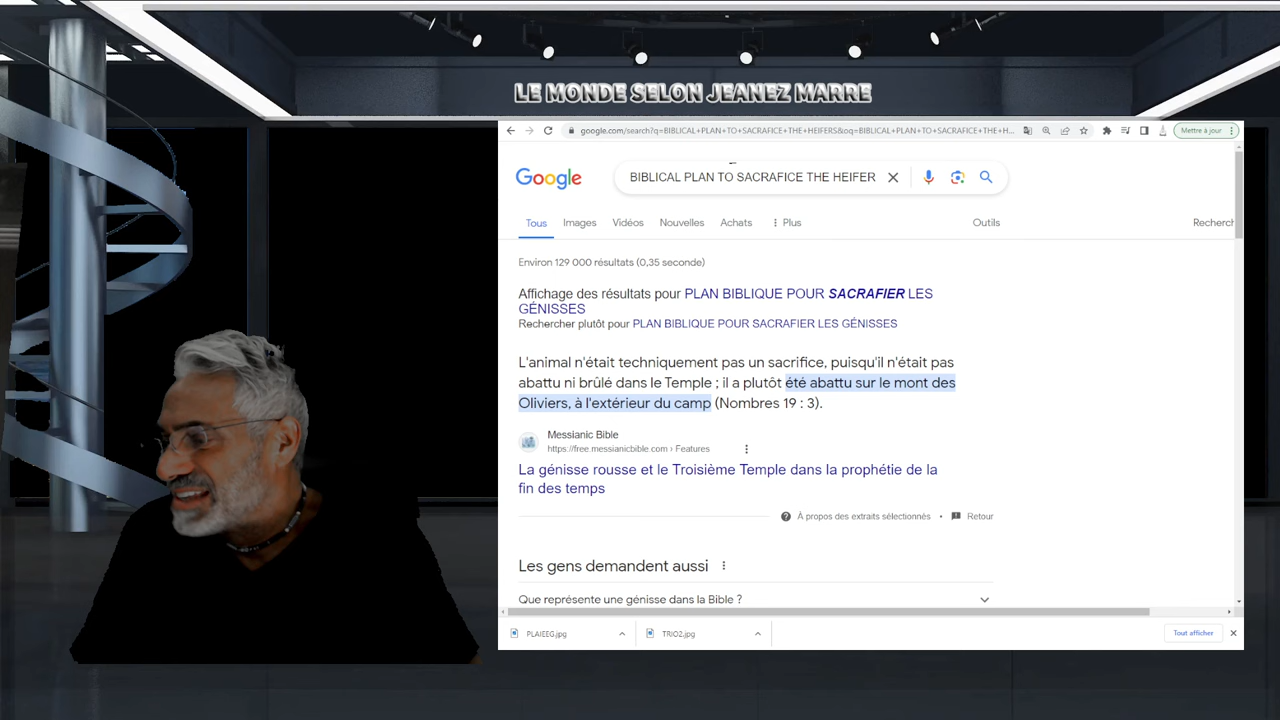 LE MONDE SELON JEANEZ MARRE
google.com/search?q=BIBLICAL+PLAN+TO+SACRAFICE+THE+HEIFERS&oq=BIBLICAL+PLAN+TO+SACRAFICE+THE+H...
Mettre à jour
Google
BIBLICAL PLAN TO SACRAFICE THE HEIFER
Tous Images Vidéos Nouvelles Achats Plus Outils Recherch
Environ 129 000 résultats (0,35 seconde)
Affichage des résultats pour PLAN BIBLIQUE POUR SACRAFIER LES
GÉNISSES
Rechercher plutôt pour PLAN BIBLIQUE POUR SACRAFIER LES GÉNISSES
L'animal n'était techniquement pas un sacrifice, puisqu'il n'était pas
abattu ni brûlé dans le Temple ; il a plutôt été abattu sur le mont des
Oliviers, à l'extérieur du camp (Nombres 19 : 3).
Messianic Bible
https://free.messianicbible.com › Features
La génisse rousse et le Troisième Temple dans la prophétie de la
fin des temps
À propos des extraits sélectionnés • Retour
Les gens demandent aussi
Que représente une génisse dans la Bible ?
PLAIEEG.jpg TRIO2.jpg Tout afficher